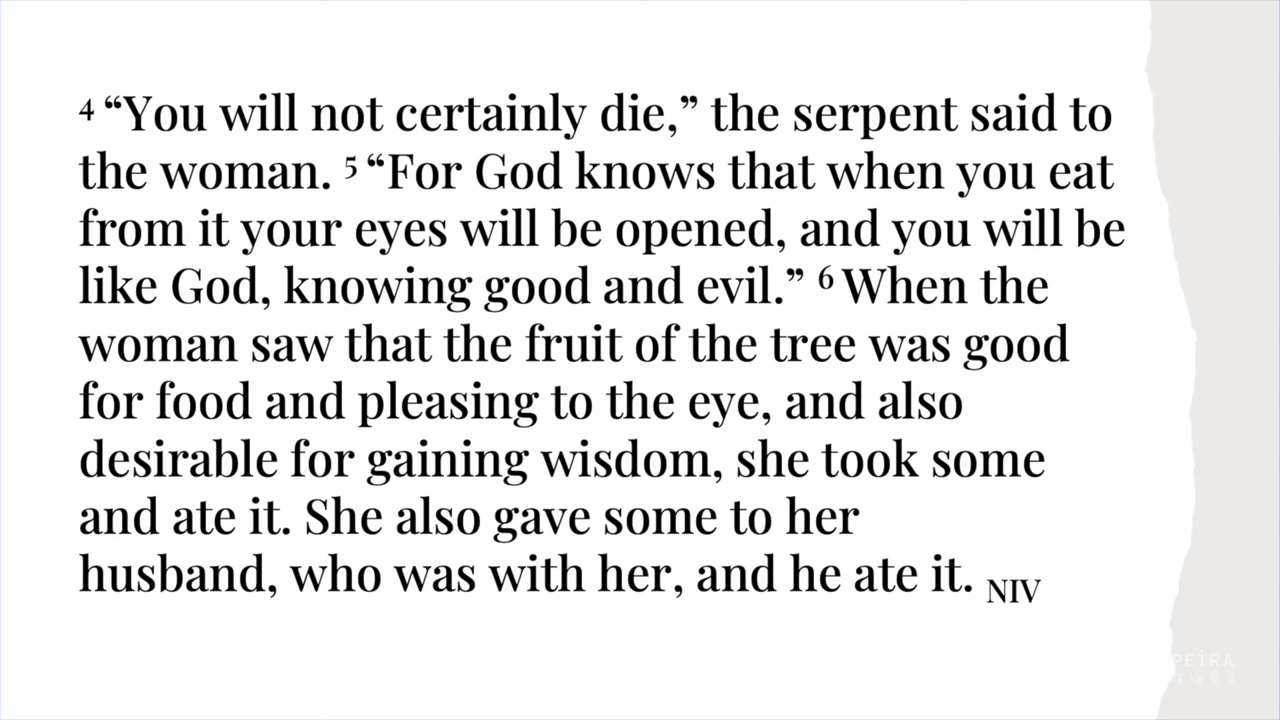 4 “You will not certainly die,” the serpent said to
the woman. 5 “For God knows that when you eat
from it your eyes will be opened, and you will be
like God, knowing good and evil.” 6 When the
woman saw that the fruit of the tree was good
for food and pleasing to the eye, and also
desirable for gaining wisdom, she took some
and ate it. She also gave some to her
husband, who was with her, and he ate it. NIV
PETRA